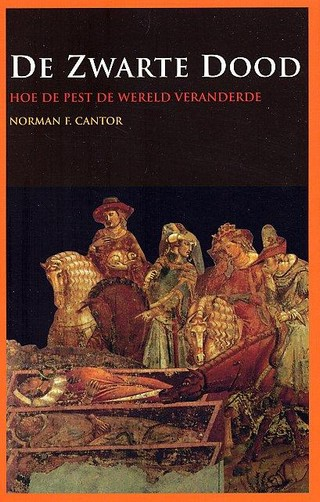 DE ZWARTE DOOD
HOE DE PEST DE WERELD VERANDERDE
NORMAN F. CANTOR